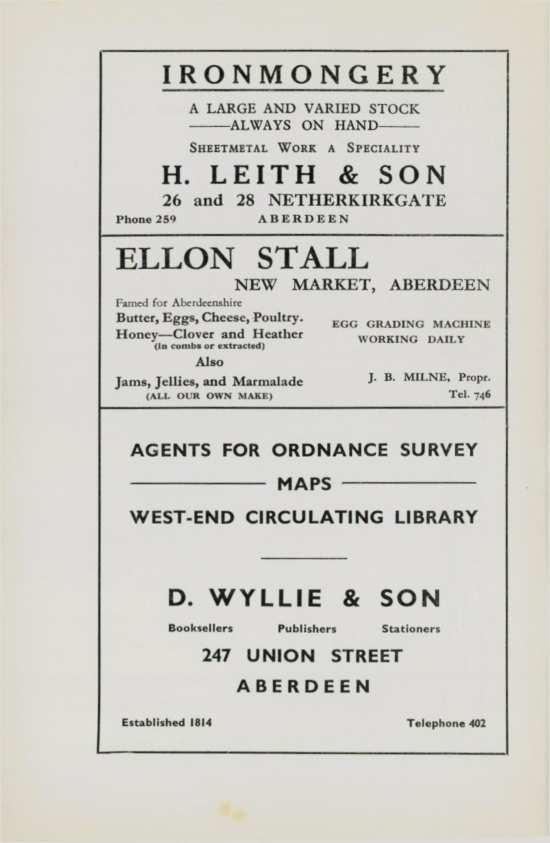 IRONMONGERY
A LARGE AND VARIED STOCK
—ALWAYS ON HAND—
SHEETMETAL WORK A SPECIALITY
H. LEITH & SON
26 and 28 NETHERKIRKGATE
Phone 259 ABERDEEN
ELLON STALL
NEW MARKET, ABERDEEN
Famed for Aberdeenshire
Butter, Eggs, Cheese, Poultry.
Honey—Clover and Heather
(in combs or extracted)
Also
Jams, Jellies, and Marmalade
(ALL OUR OWN MAKE)
EGG GRADING MACHINE
WORKING DAILY
J. B. MILNE, Propr.
Tel. 746
AGENTS FOR ORDNANCE SURVEY
— MAPS —
WEST-END CIRCULATING LIBRARY
D. WYLLIE & SON
Booksellers Publishers Stationers
247 UNION STREET
ABERDEEN
Established 1814 Telephone 402